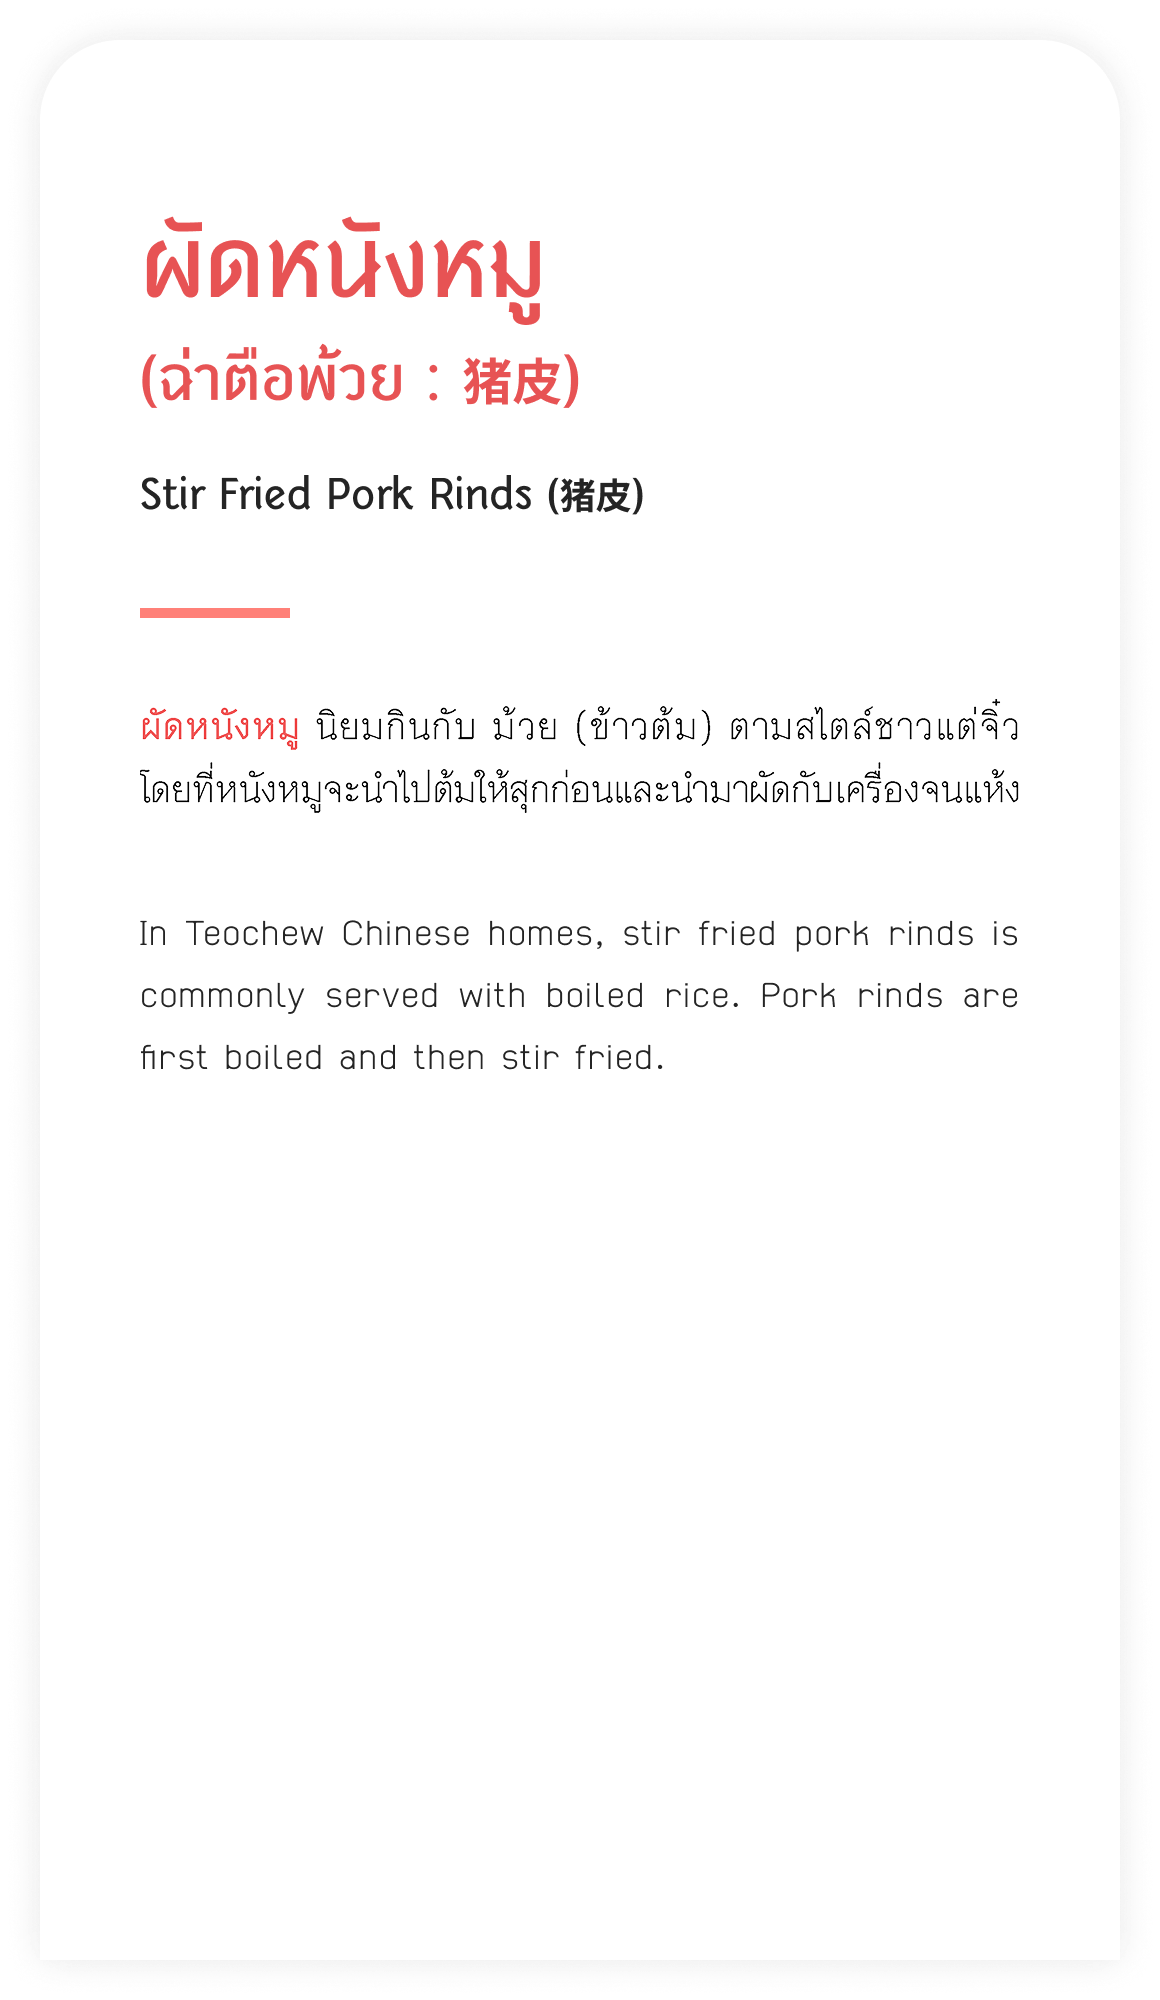 ผัดหนังหมู
(ฉ่าตือพ้วย : 猪皮)
Stir Fried Pork Rinds (猪皮)
ผัดหนังหมู นิยมกินกับ ม้วย (ข้าวต้ม) ตามสไตล์ชาวแต่จิ๋ว
โดยที่หนังหมูจะนำไปต้มให้สุกก่อนและนำมาผัดกับเครื่องจนแห้ง
In Teochew Chinese homes, stir fried pork rinds is
commonly served with boiled rice. Pork rinds are
first boiled and then stir fried.